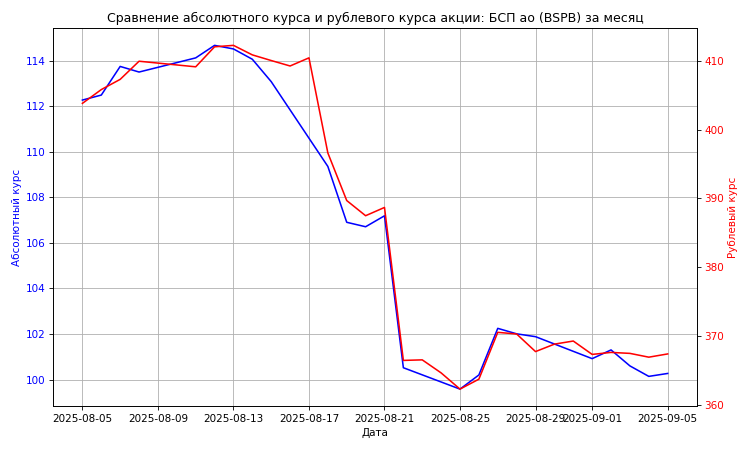 Сравнение абсолютного курса и рублевого курса акции: БСП ао (BSPB) за месяц
114
112
110
108
106
104
102
100
Абсолютный курс
410
400
390
380
370
360
Рублевый курс
2025-08-05 2025-08-09 2025-08-13 2025-08-17 2025-08-21 2025-08-25 2025-08-29 2025-09-01 2025-09-05
Дата